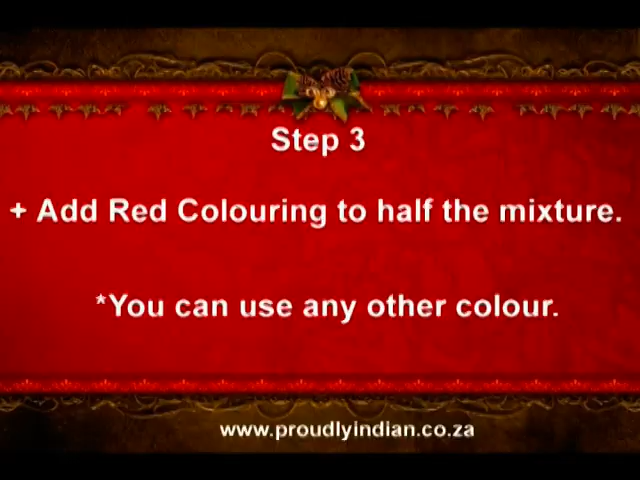 Step 3
+ Add Red Colouring to half the mixture.
*You can use any other colour.
www.proudlyindian.co.za